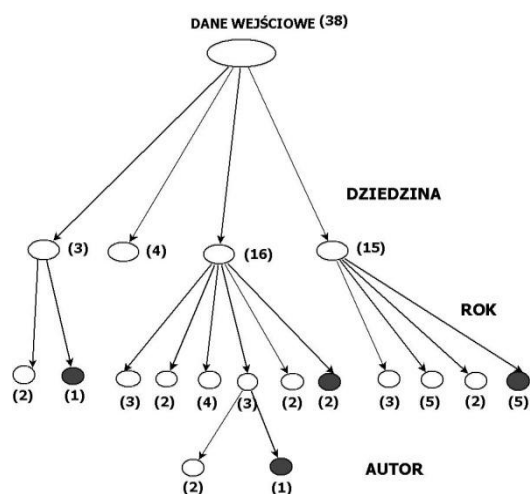 DANE WEJŚCIOWE (38)
DZIEDZINA
(3) (4) (16) (15)
ROK
(2) (1) (3) (2) (4) (3) (2) (2) (3) (5) (2) (5)
(2) (1) AUTOR